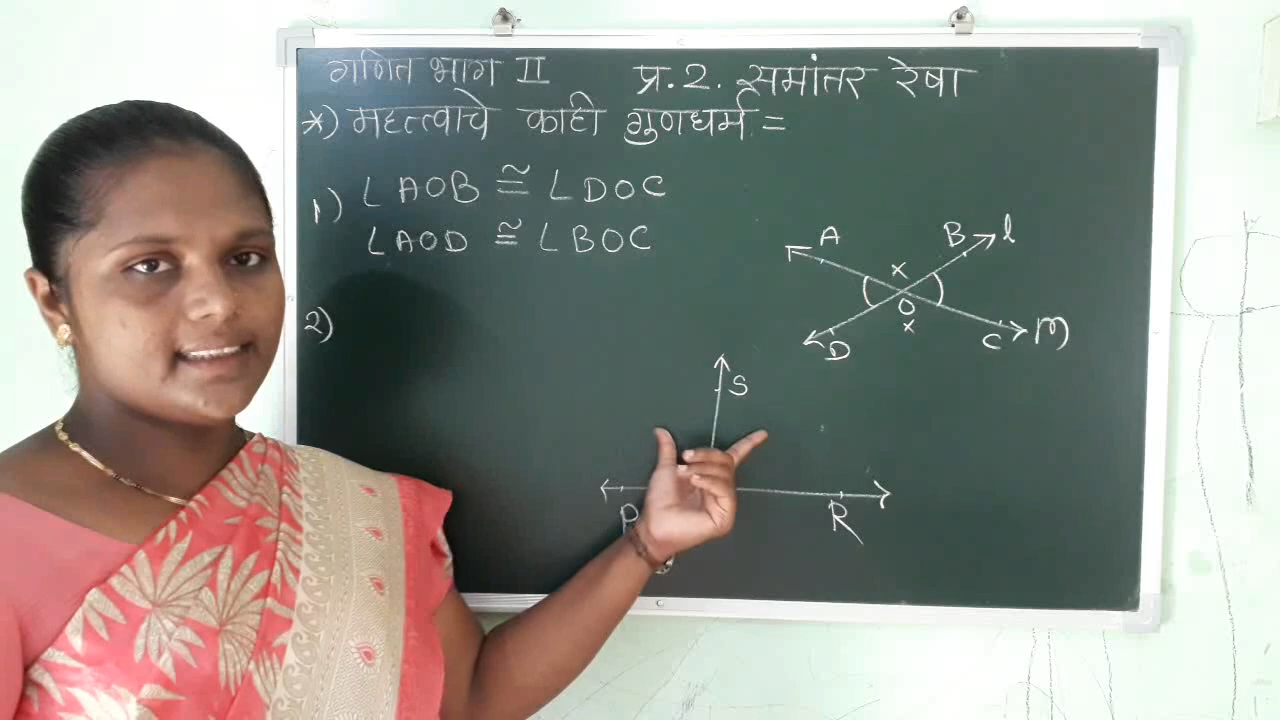 गणित भाग II प्र.2. समांतर रेषा
*) महत्त्वाचे काही गुणधर्म =
1) ∠AOB ≅ ∠DOC
∠AOD ≅ ∠BOC
2)
A B l
x
O
x
D C m
S
P R